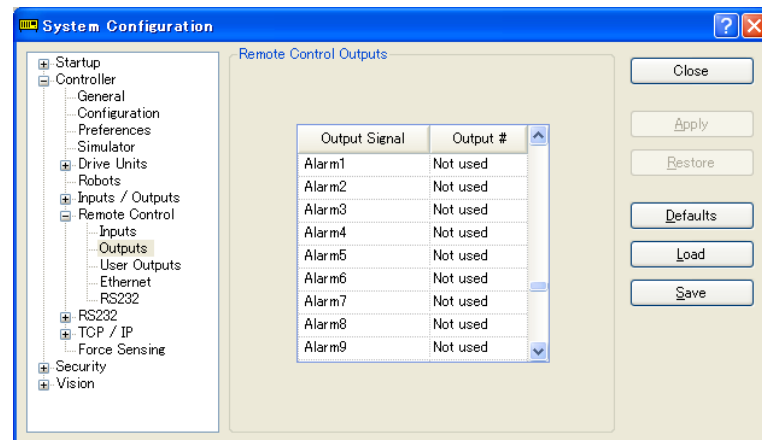 System Configuration
Startup
Controller
General
Configuration
Preferences
Simulator
Drive Units
Robots
Inputs / Outputs
Remote Control
Inputs
Outputs
User Outputs
Ethernet
RS232
RS232
TCP / IP
Force Sensing
Security
Vision
Remote Control Outputs
Output Signal Output #
Alarm1 Not used
Alarm2 Not used
Alarm3 Not used
Alarm4 Not used
Alarm5 Not used
Alarm6 Not used
Alarm7 Not used
Alarm8 Not used
Alarm9 Not used
Close
Apply
Restore
Defaults
Load
Save